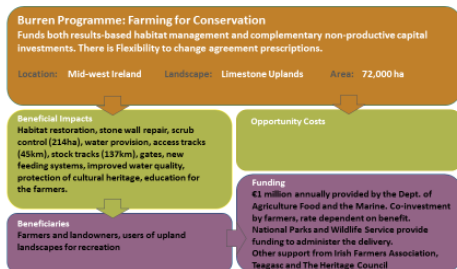 Burren Programme: Farming for Conservation
Funds both results-based habitat management and complementary non-productive capital
investments. There is Flexibility to change agreement prescriptions.
Location: Mid-west Ireland Landscape: Limestone Uplands Area: 72,000 ha
Beneficial Impacts
Habitat restoration, stone wall repair, scrub
control (214ha), water provision, access tracks
(45km), stock tracks (137km), gates, new
feeding systems, improved water quality,
protection of cultural heritage, education for
the farmers.
Opportunity Costs
Beneficiaries
Farmers and landowners, users of upland
landscapes for recreation
Funding
€1 million annually provided by the Dept. of
Agriculture Food and the Marine. Co-investment
by farmers, rate dependent on benefit.
National Parks and Wildlife Service provide
funding to administer the delivery.
Other support from Irish Farmers Association,
Teagasc and The Heritage Council